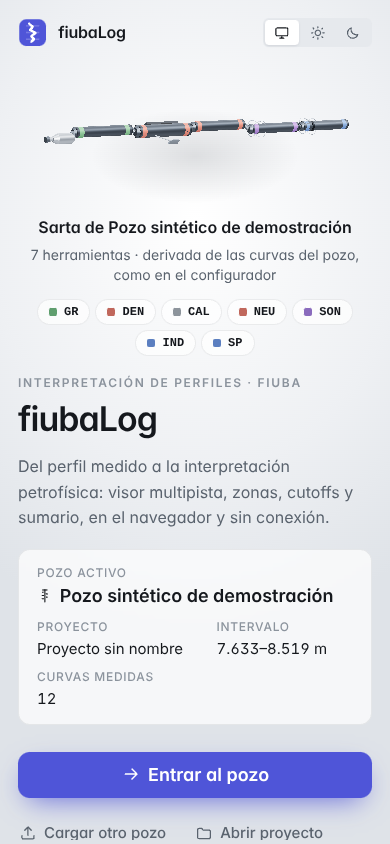 fiubaLog
Sarta de Pozo sintético de demostración
7 herramientas · derivada de las curvas del pozo,
como en el configurador
GR
DEN
CAL
NEU
SON
IND
SP
INTERPRETACIÓN DE PERFILES · FIUBA
fiubaLog
Del perfil medido a la interpretación
petrofísica: visor multipista, zonas, cutoffs y
sumario, en el navegador y sin conexión.
POZO ACTIVO
Pozo sintético de demostración
PROYECTO
INTERVALO
Proyecto sin nombre
7.633–8.519 m
CURVAS MEDIDAS
12
Entrar al pozo
Cargar otro pozo
Abrir proyecto